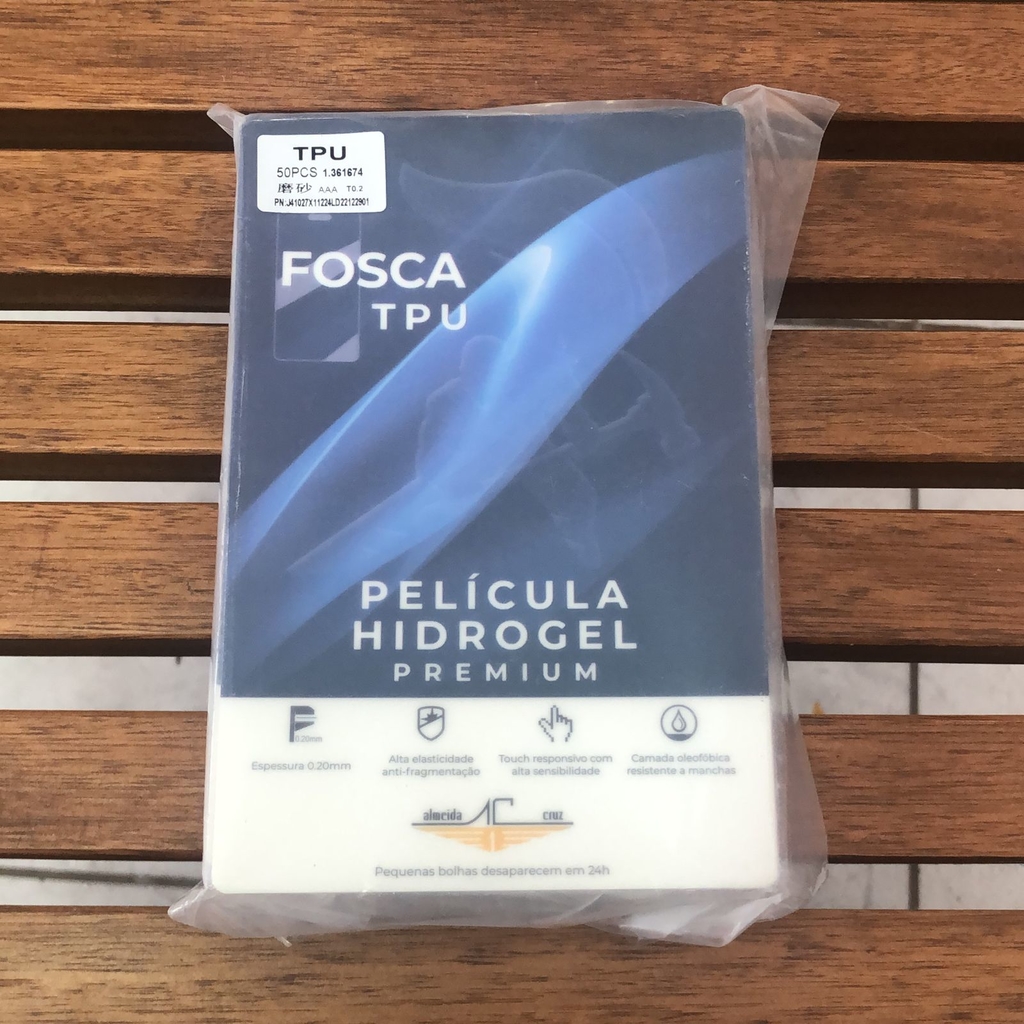 TPU
50PCS 1.361674
磨砂 AAA T0.2
PN:J41027X11224LD22122901
FOSCA
TPU
PELÍCULA
HIDROGEL
PREMIUM
0.20mm
Espessura 0.20mm
Alta elasticidade
anti-fragmentação
Touch responsivo com
alta sensibilidade
Camada oleofóbica
resistente a manchas
almeida AC cruz
Pequenas bolhas desaparecem em 24h